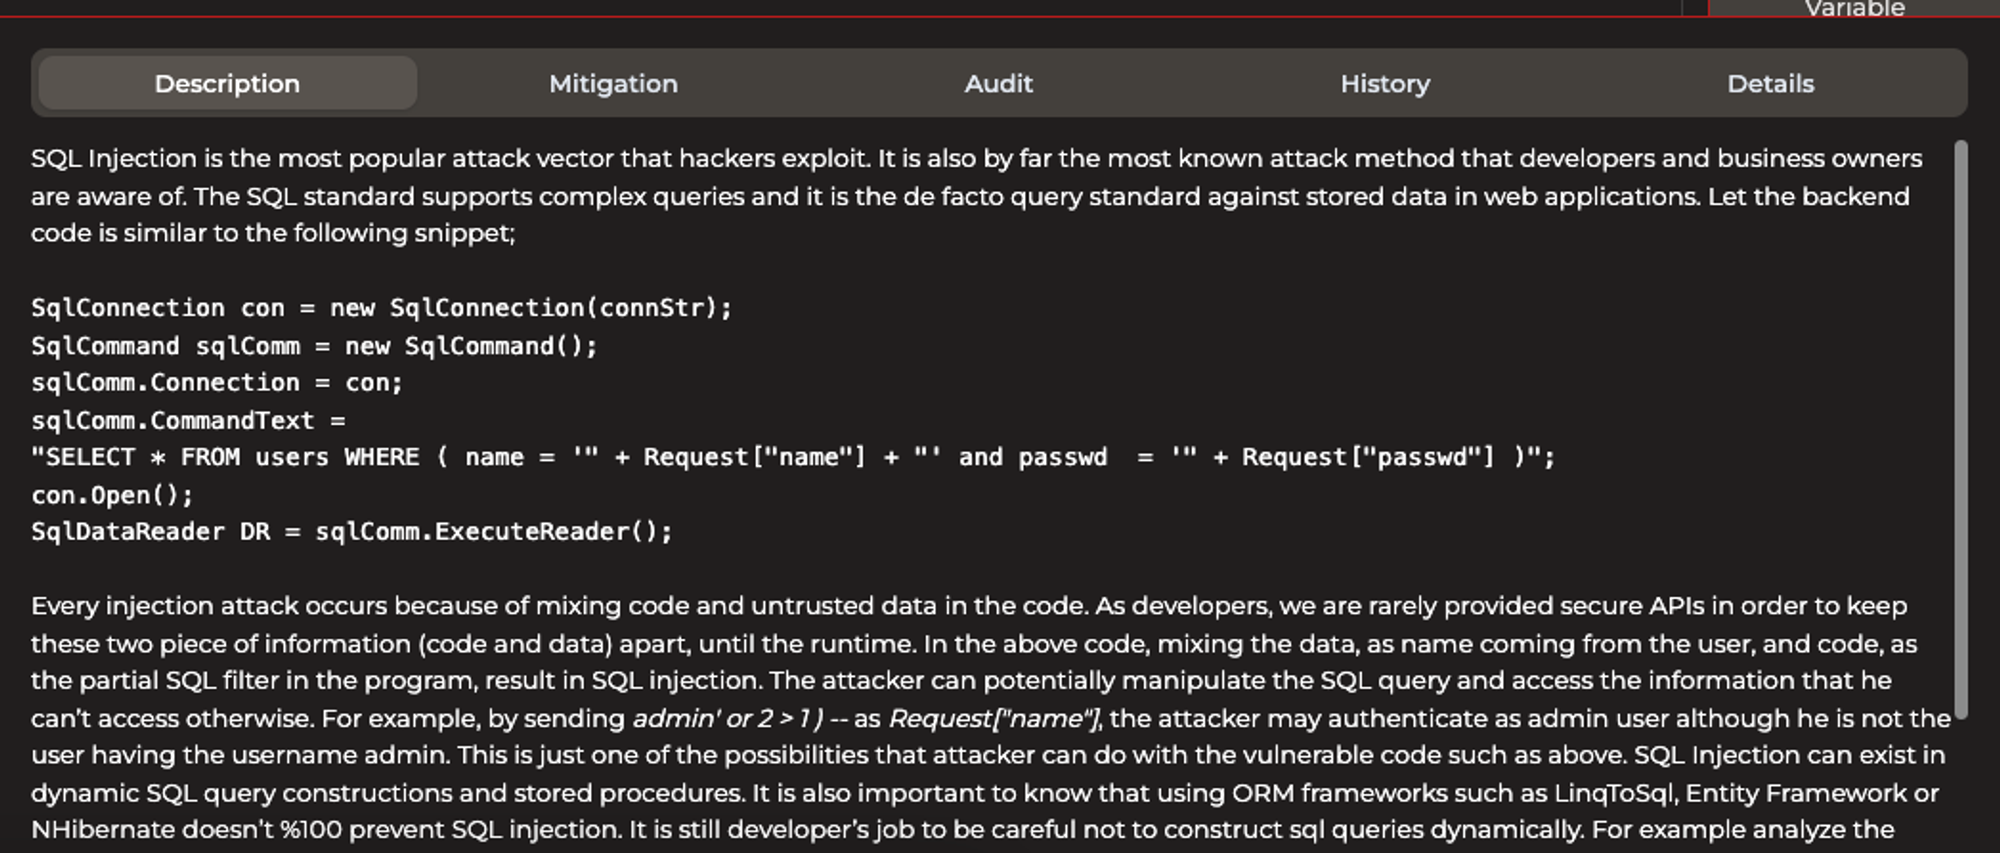 Variable
Description Mitigation Audit History Details
SQL Injection is the most popular attack vector that hackers exploit. It is also by far the most known attack method that developers and business owners
are aware of. The SQL standard supports complex queries and it is the de facto query standard against stored data in web applications. Let the backend
code is similar to the following snippet;
SqlConnection con = new SqlConnection(connStr);
SqlCommand sqlComm = new SqlCommand();
sqlComm.Connection = con;
sqlComm.CommandText =
"SELECT * FROM users WHERE ( name = '" + Request["name"] + "' and passwd  = '" + Request["passwd"] )";
con.Open();
SqlDataReader DR = sqlComm.ExecuteReader();
Every injection attack occurs because of mixing code and untrusted data in the code. As developers, we are rarely provided secure APIs in order to keep
these two piece of information (code and data) apart, until the runtime. In the above code, mixing the data, as name coming from the user, and code, as
the partial SQL filter in the program, result in SQL injection. The attacker can potentially manipulate the SQL query and access the information that he
can't access otherwise. For example, by sending admin' or 2 > 1 ) -- as Request["name"], the attacker may authenticate as admin user although he is not the
user having the username admin. This is just one of the possibilities that attacker can do with the vulnerable code such as above. SQL Injection can exist in
dynamic SQL query constructions and stored procedures. It is also important to know that using ORM frameworks such as LinqToSql, Entity Framework or
NHibernate doesn't %100 prevent SQL injection. It is still developer's job to be careful not to construct sql queries dynamically. For example analyze the